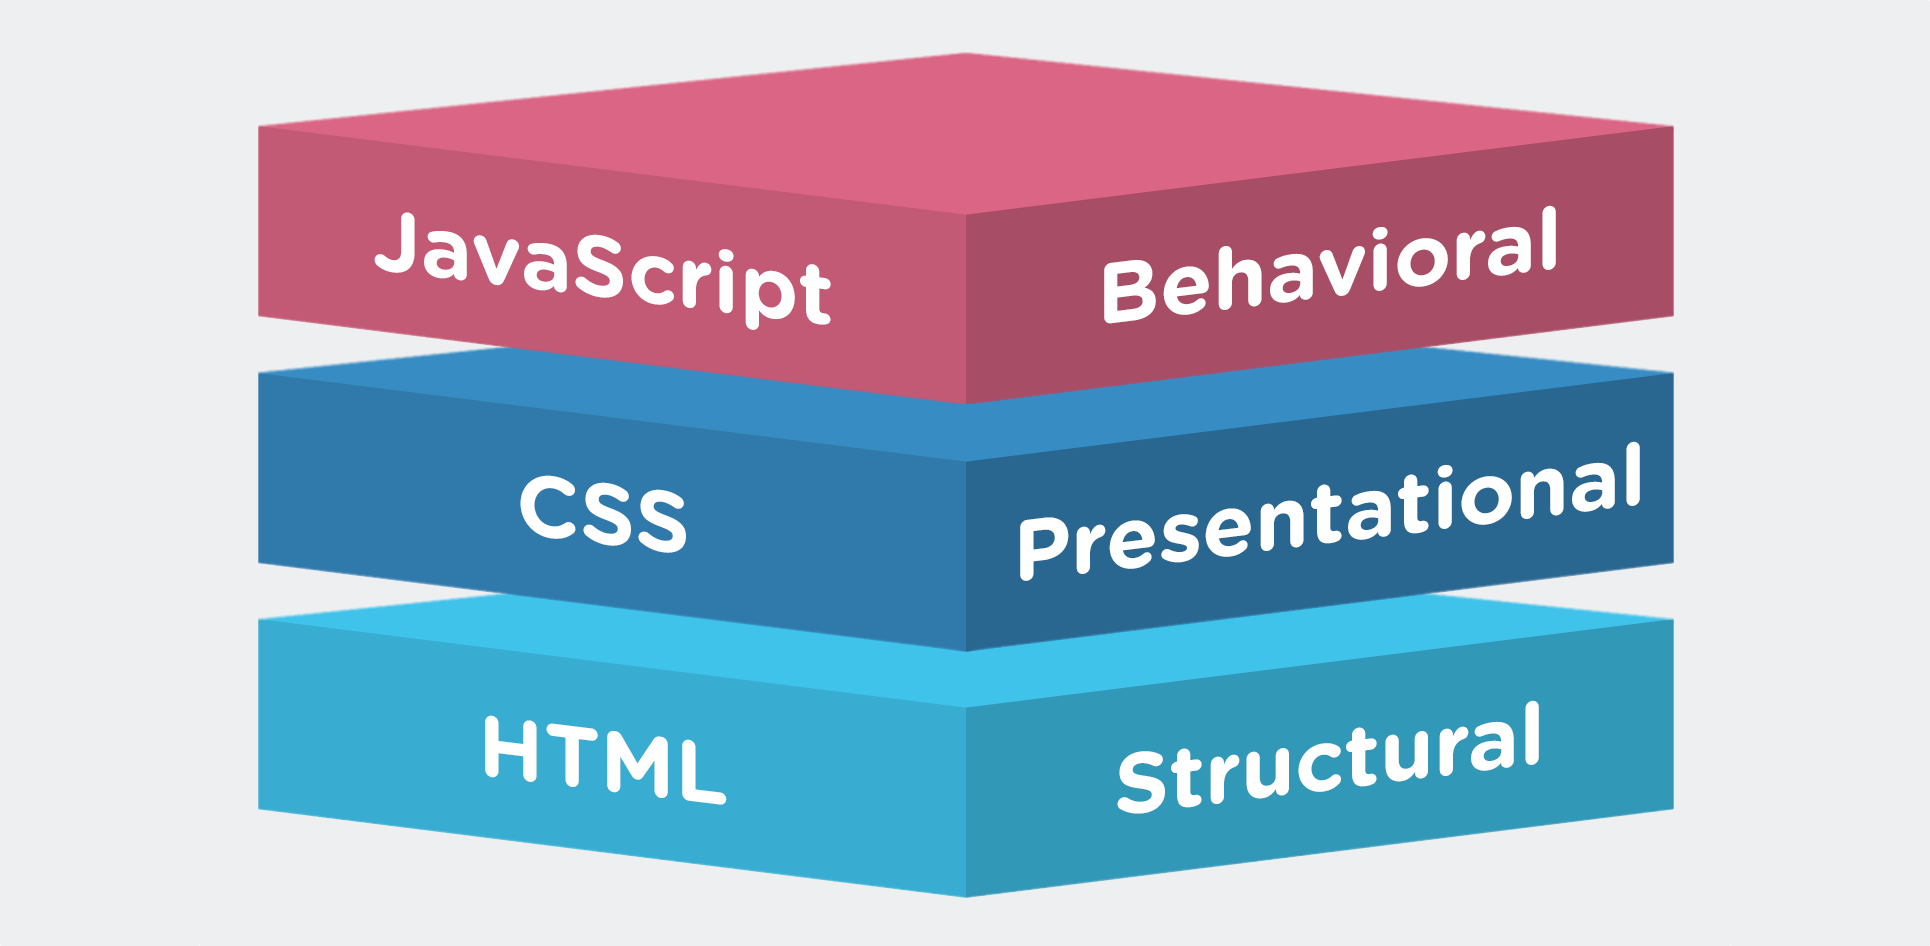 JavaScript
Behavioral
CSS
Presentational
HTML
Structural